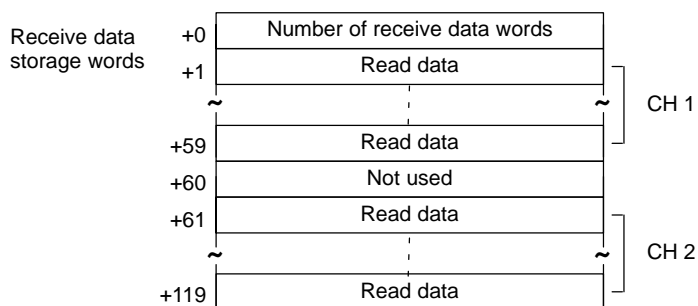 Receive data
storage words
+0 Number of receive data words
+1 Read data
CH 1
+59 Read data
+60 Not used
+61 Read data
CH 2
+119 Read data